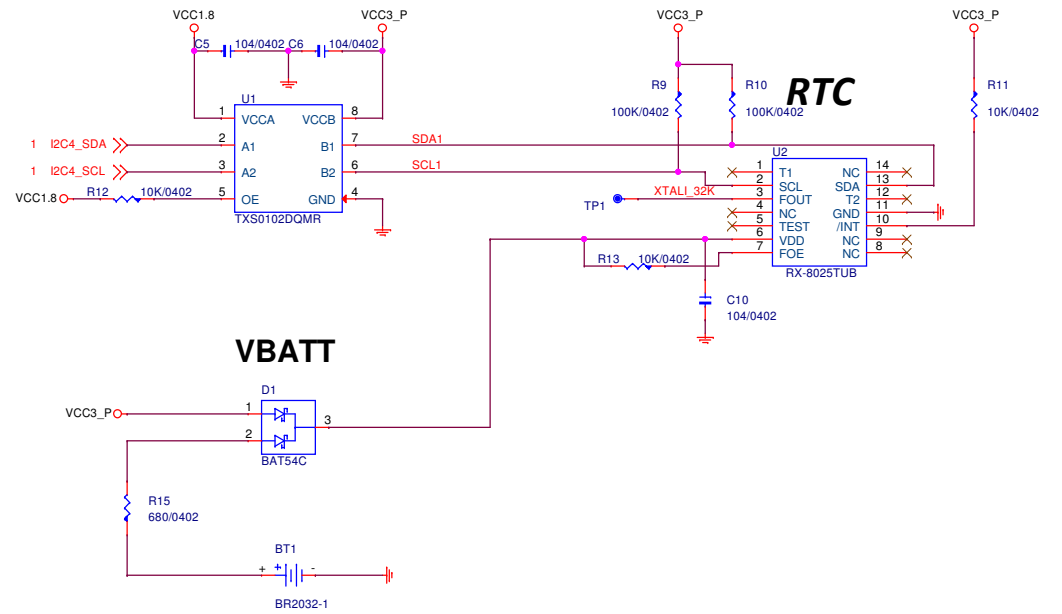 VCC1.8
VCC3_P
VCC3_P
VCC3_P
C5
104/0402
C6
104/0402
RTC
R9
100K/0402
R10
100K/0402
R11
10K/0402
U1
1 VCCA VCCB 8
1 I2C4_SDA 2 A1 B1 7 SDA1
1 I2C4_SCL 3 A2 B2 6 SCL1
VCC1.8 R12 10K/0402 5 OE GND 4
TXS0102DQMR
U2
1 T1 NC 14
2 SCL SDA 13
TP1 XTALI_32K 3 FOUT T2 12
4 NC GND 11
5 TEST /INT 10
6 VDD NC 9
R13 10K/0402 7 FOE NC 8
RX-8025TUB
C10
104/0402
VBATT
D1
VCC3_P 1
3
2
BAT54C
R15
680/0402
BT1
+ + -
BR2032-1